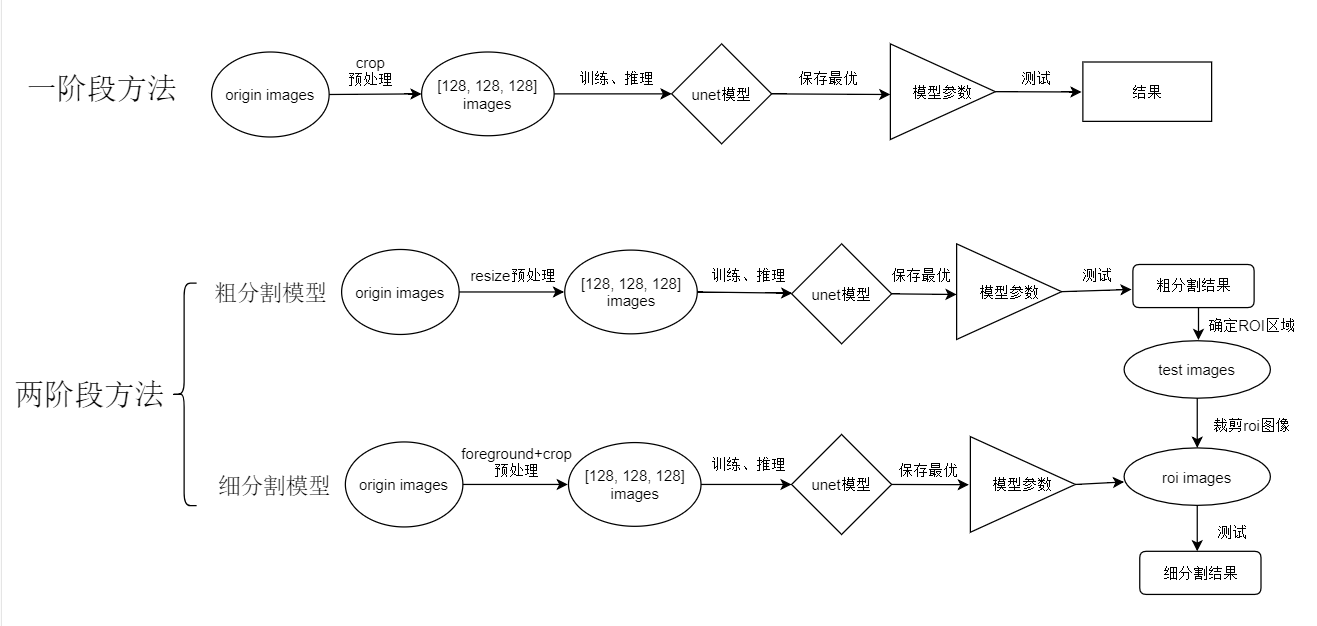 一阶段方法
origin images
crop
预处理
[128, 128, 128]
images
训练、推理
unet模型
保存最优
模型参数
测试
结果
两阶段方法
粗分割模型
origin images
resize预处理
[128, 128, 128]
images
训练、推理
unet模型
保存最优
模型参数
测试
粗分割结果
确定ROI区域
test images
裁剪roi图像
细分割模型
origin images
foreground+crop
预处理
[128, 128, 128]
images
训练、推理
unet模型
保存最优
模型参数
roi images
测试
细分割结果